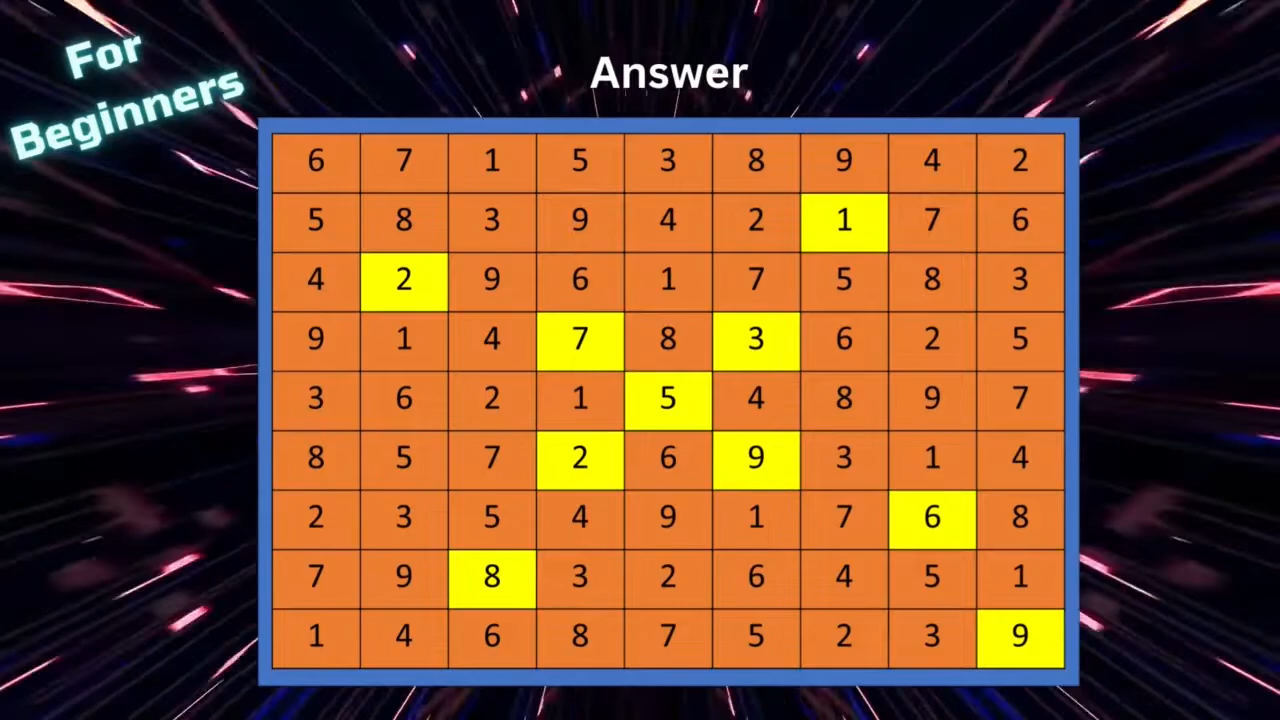 For
Beginners
Answer
6 7 1 5 3 8 9 4 2
5 8 3 9 4 2 1 7 6
4 2 9 6 1 7 5 8 3
9 1 4 7 8 3 6 2 5
3 6 2 1 5 4 8 9 7
8 5 7 2 6 9 3 1 4
2 3 5 4 9 1 7 6 8
7 9 8 3 2 6 4 5 1
1 4 6 8 7 5 2 3 9